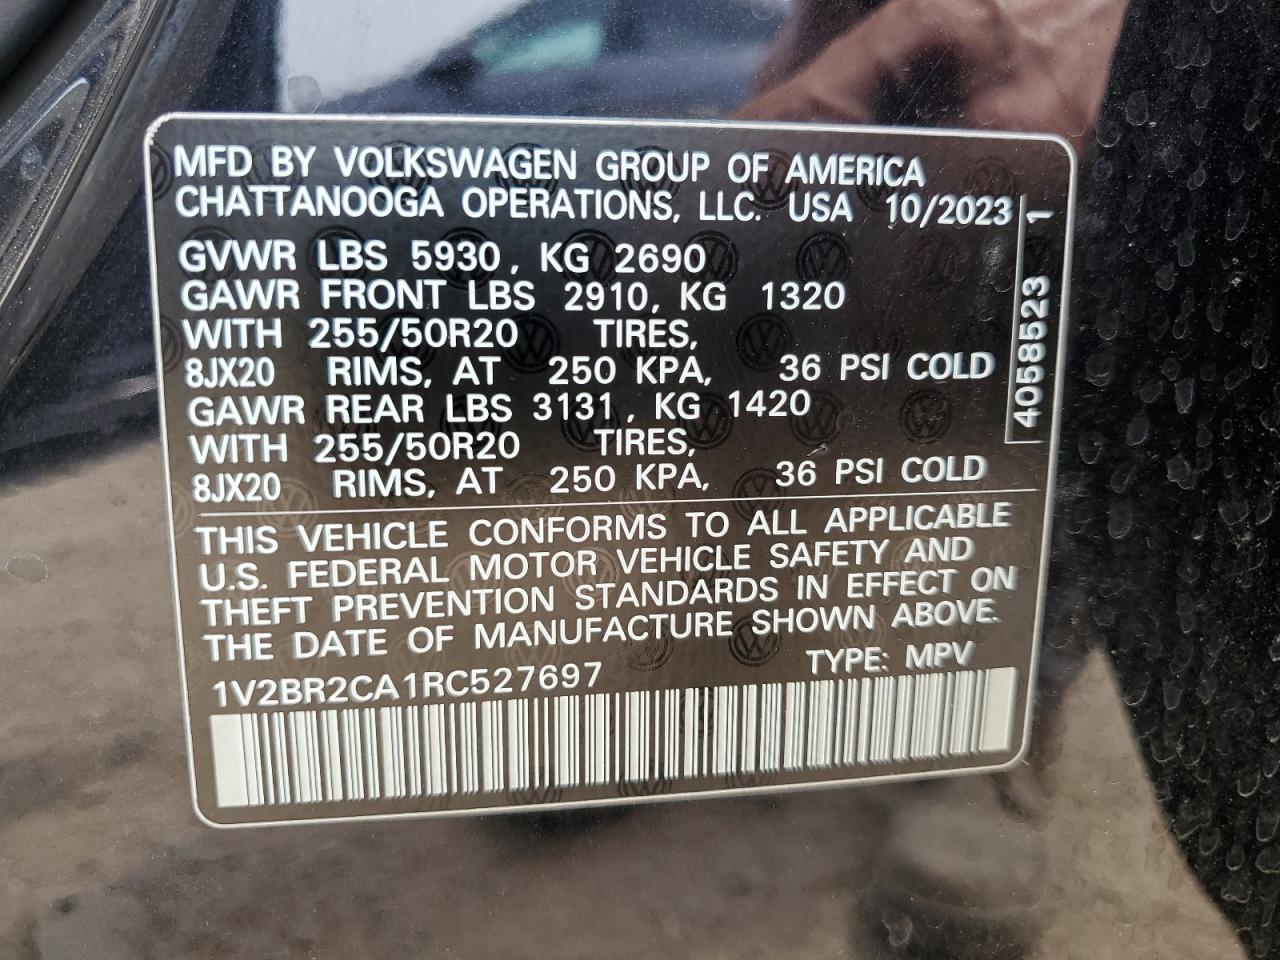 MFD BY VOLKSWAGEN GROUP OF AMERICA
CHATTANOOGA OPERATIONS, LLC. USA 10/2023
GVWR LBS 5930, KG 2690
GAWR FRONT LBS 2910, KG 1320
WITH 255/50R20 TIRES,
8JX20 RIMS, AT 250 KPA, 36 PSI COLD
GAWR REAR LBS 3131, KG 1420
WITH 255/50R20 TIRES,
8JX20 RIMS, AT 250 KPA, 36 PSI COLD
4058523 1
THIS VEHICLE CONFORMS TO ALL APPLICABLE
U.S. FEDERAL MOTOR VEHICLE SAFETY AND
THEFT PREVENTION STANDARDS IN EFFECT ON
THE DATE OF MANUFACTURE SHOWN ABOVE.
1V2BR2CA1RC527697 TYPE: MPV